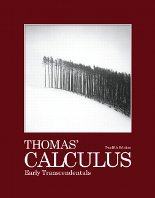 THOMAS'
Twelfth Edition
CALCULUS
Early Transcendentals